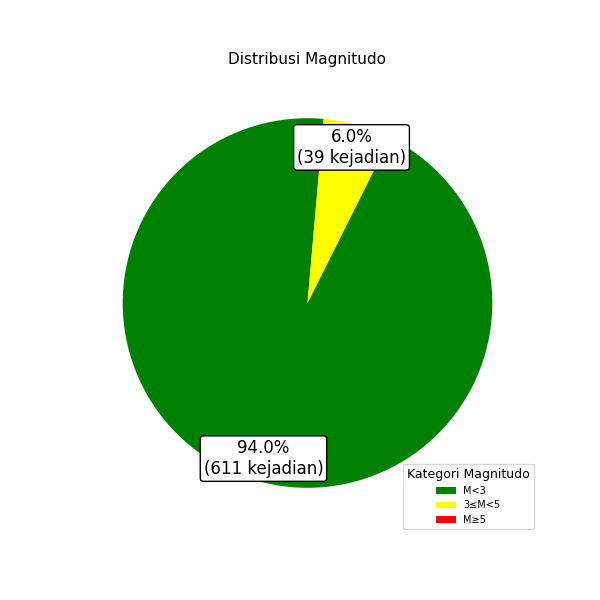 Distribusi Magnitudo
6.0%
(39 kejadian)
94.0%
(611 kejadian)
Kategori Magnitudo
M<3
3≤M<5
M≥5